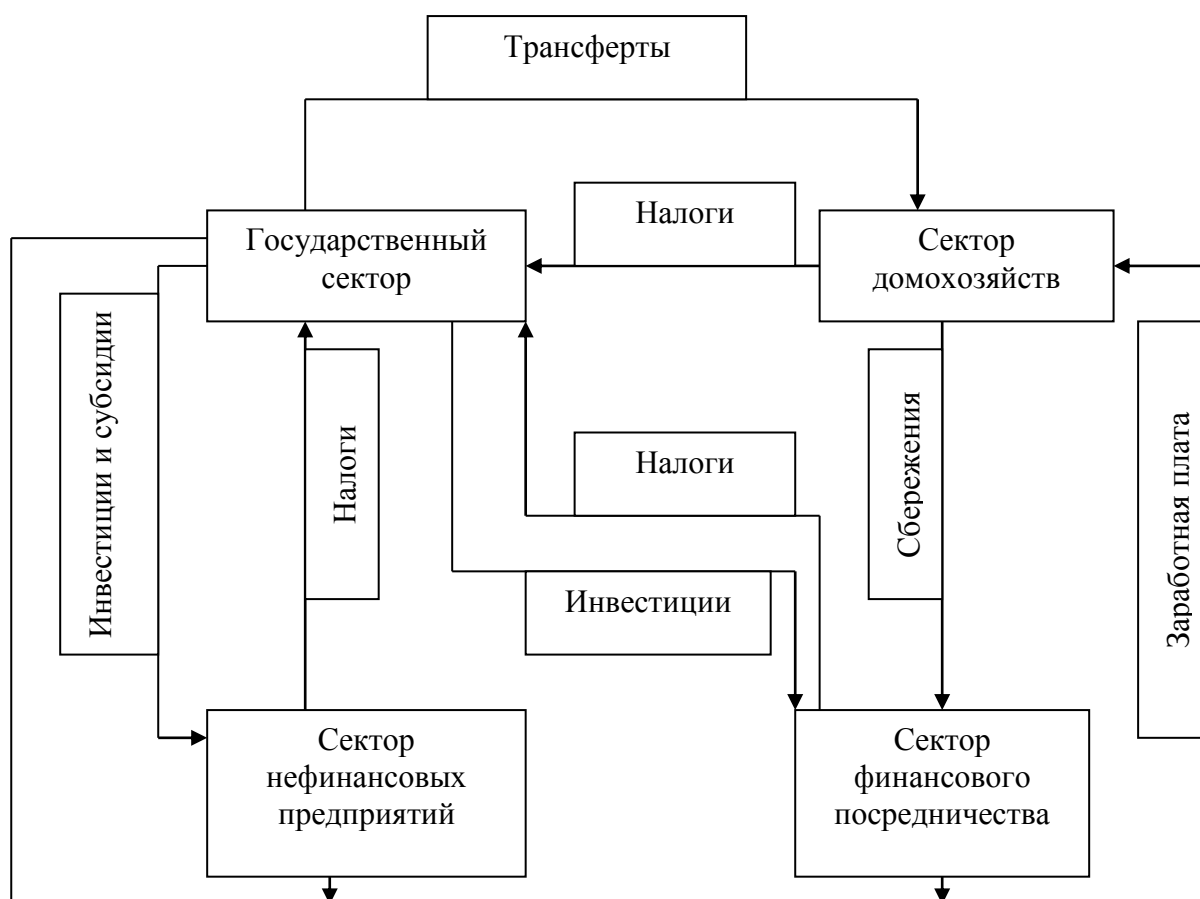 Трансферты
Налоги
Государственный
сектор
Сектор
домохозяйств
Инвестиции и субсидии
Налоги
Налоги
Сбережения
Заработная плата
Инвестиции
Сектор
нефинансовых
предприятий
Сектор
финансового
посредничества